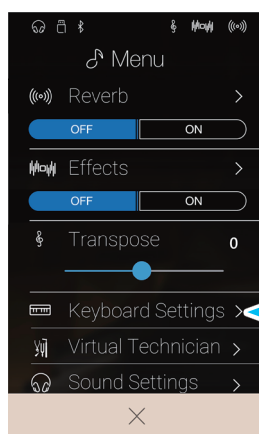 Menu
Reverb
OFF ON
Effects
OFF ON
Transpose 0
Keyboard Settings
Virtual Technician
Sound Settings